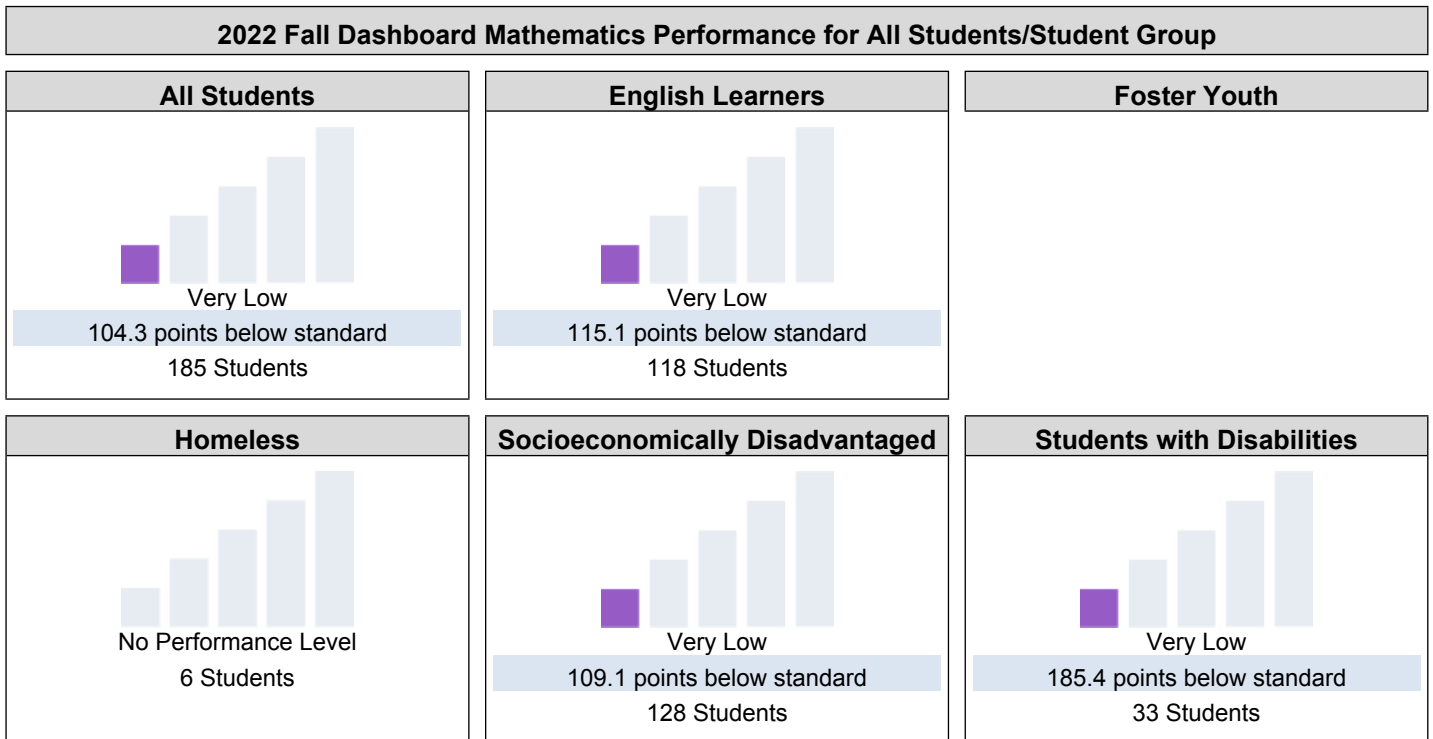 2022 Fall Dashboard Mathematics Performance for All Students/Student Group
All Students
Very Low
104.3 points below standard
185 Students
English Learners
Very Low
115.1 points below standard
118 Students
Foster Youth
Homeless
No Performance Level
6 Students
Socioeconomically Disadvantaged
Very Low
109.1 points below standard
128 Students
Students with Disabilities
Very Low
185.4 points below standard
33 Students